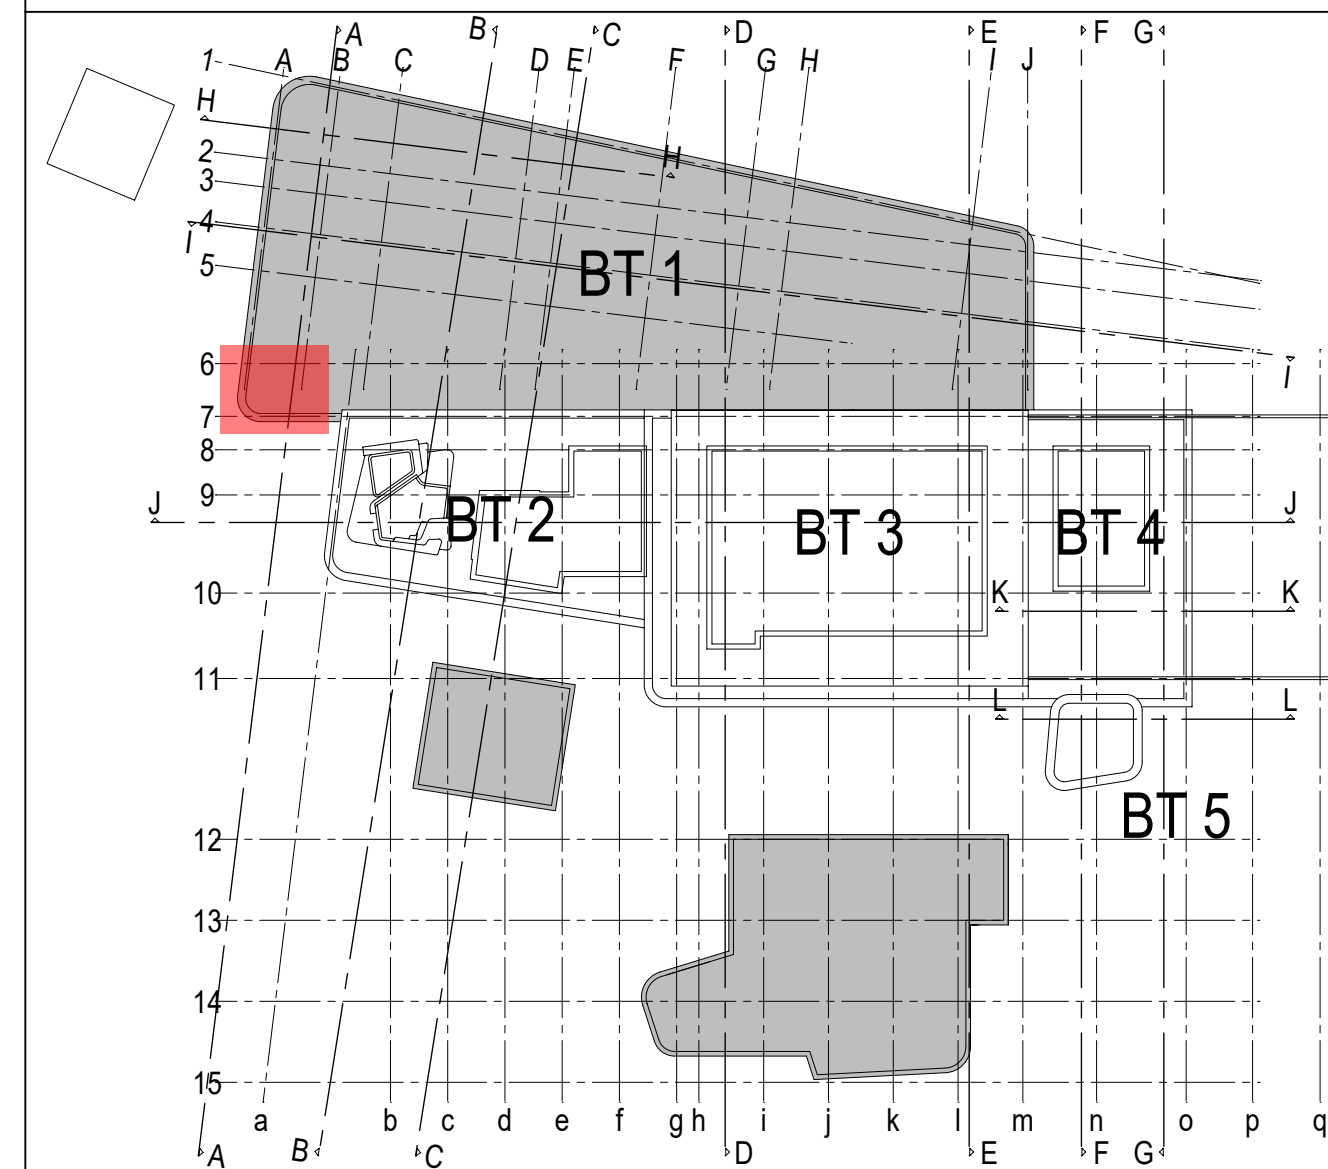 A B C D E F G
1 A B C D E F G H I J
H
2 H
3
I 4
5 BT 1
6 I
7
8
9
J BT 2 BT 3 BT 4 J
10 K K
11
L L
BT 5
12
13
14
15
a b c d e f g h i j k l m n o p q
A B C D E F G